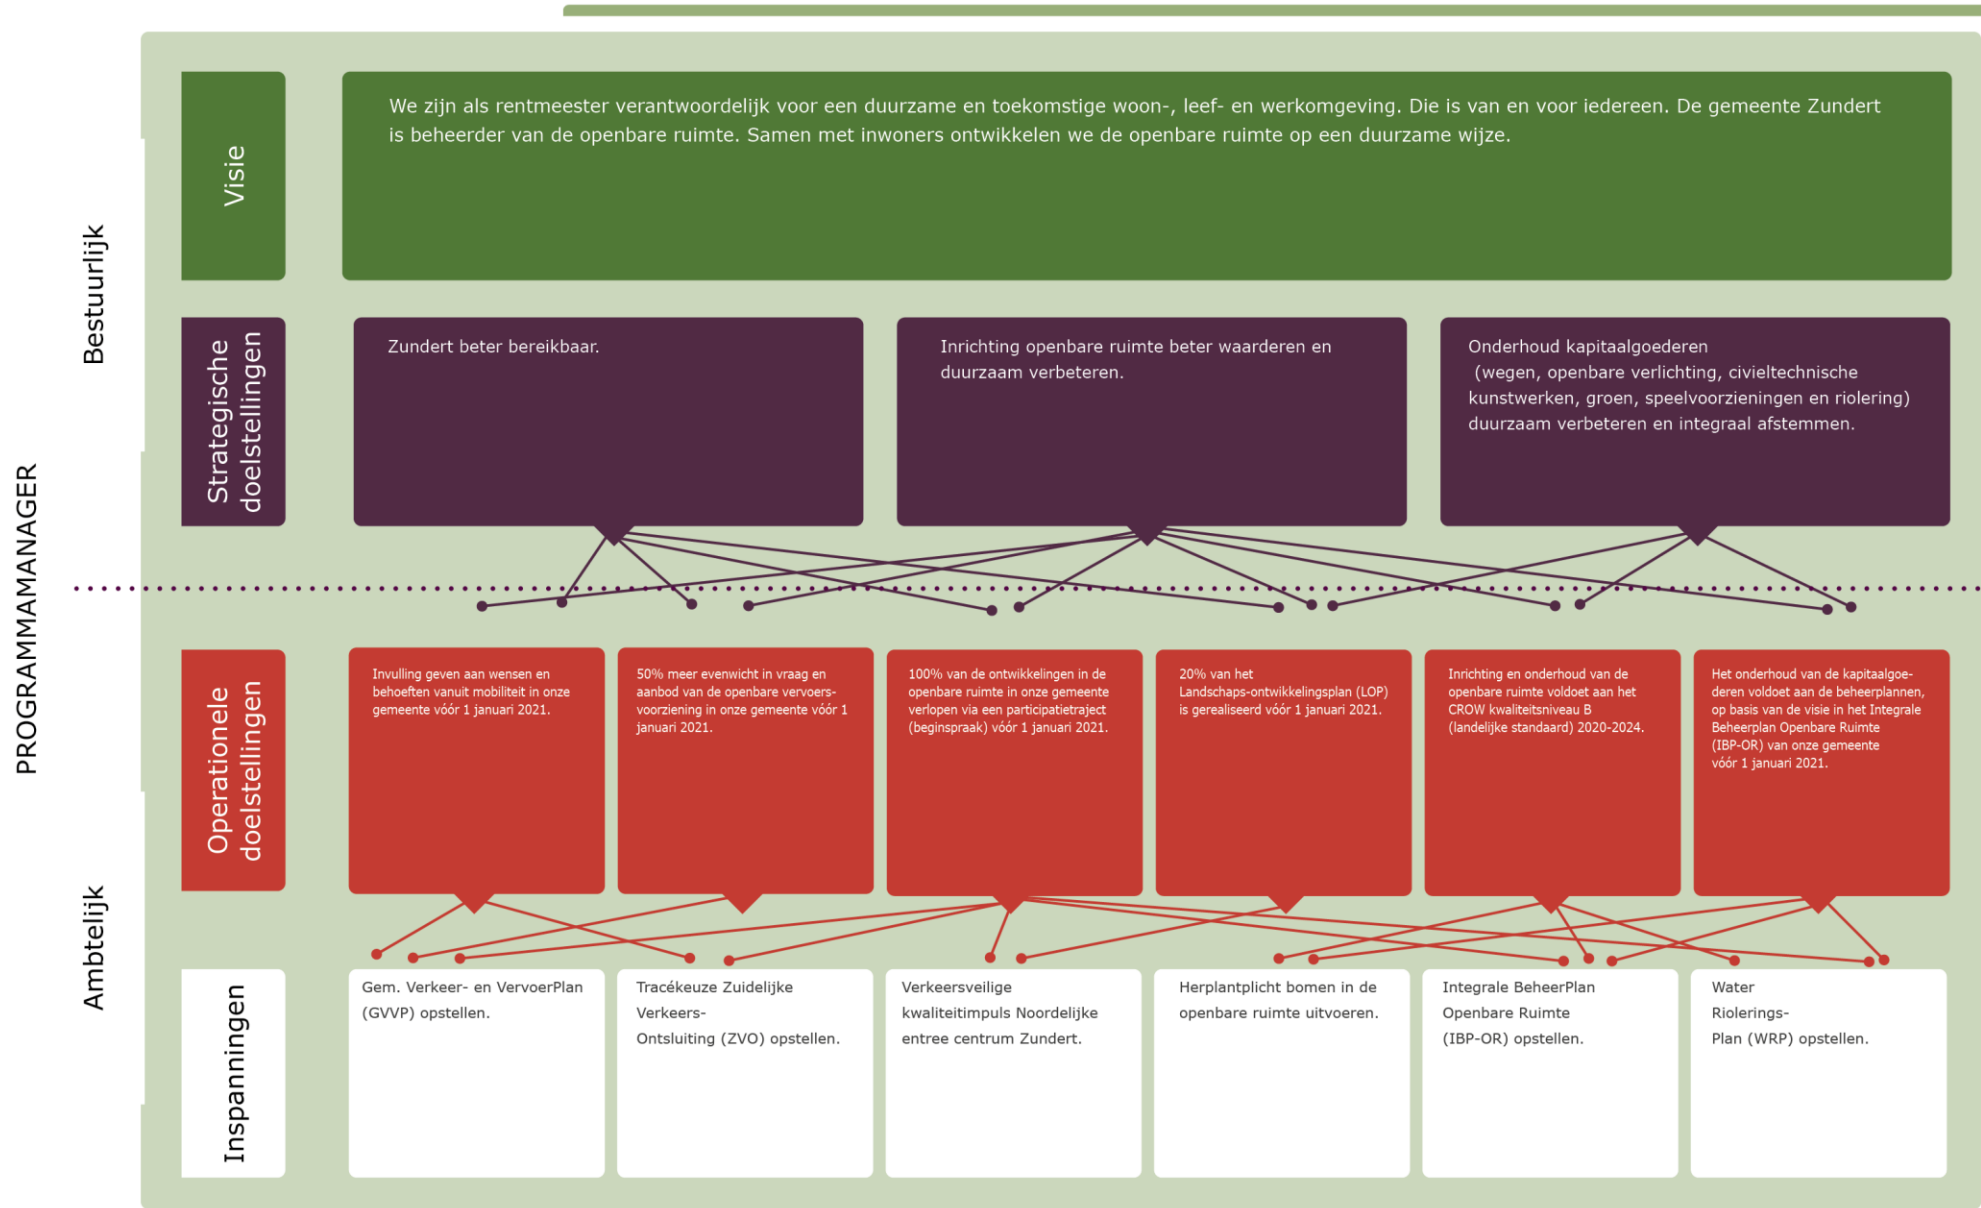 PROGRAMMAMANAGER
Bestuurlijk
Visie
We zijn als rentmeester verantwoordelijk voor een duurzame en toekomstige woon-, leef- en werkomgeving. Die is van en voor iedereen. De gemeente Zundert
is beheerder van de openbare ruimte. Samen met inwoners ontwikkelen we de openbare ruimte op een duurzame wijze.
Strategische
doelstellingen
Zundert beter bereikbaar.
Inrichting openbare ruimte beter waarderen en
duurzaam verbeteren.
Onderhoud kapitaalgoederen
(wegen, openbare verlichting, civieltechnische
kunstwerken, groen, speelvoorzieningen en riolering)
duurzaam verbeteren en integraal afstemmen.
Ambtelijk
Operationele
doelstellingen
Invulling geven aan wensen en
behoeften vanuit mobiliteit in onze
gemeente vóór 1 januari 2021.
50% meer evenwicht in vraag en
aanbod van de openbare vervoers-
voorziening in onze gemeente vóór 1
januari 2021.
100% van de ontwikkelingen in de
openbare ruimte in onze gemeente
verlopen via een participatietraject
(beginspraak) vóór 1 januari 2021.
20% van het
Landschaps-ontwikkelingsplan (LOP)
is gerealiseerd vóór 1 januari 2021.
Inrichting en onderhoud van de
openbare ruimte voldoet aan het
CROW kwaliteitsniveau B
(landelijke standaard) 2020-2024.
Het onderhoud van de kapitaalgoe-
deren voldoet aan de beheerplannen,
op basis van de visie in het Integrale
Beheerplan Openbare Ruimte
(IBP-OR) van onze gemeente
vóór 1 januari 2021.
Inspanningen
Gem. Verkeer- en VervoerPlan
(GVVP) opstellen.
Tracékeuze Zuidelijke
Verkeers-
Ontsluiting (ZVO) opstellen.
Verkeersveilige
kwaliteitimpuls Noordelijke
entree centrum Zundert.
Herplantplicht bomen in de
openbare ruimte uitvoeren.
Integrale BeheerPlan
Openbare Ruimte
(IBP-OR) opstellen.
Water
Riolerings-
Plan (WRP) opstellen.